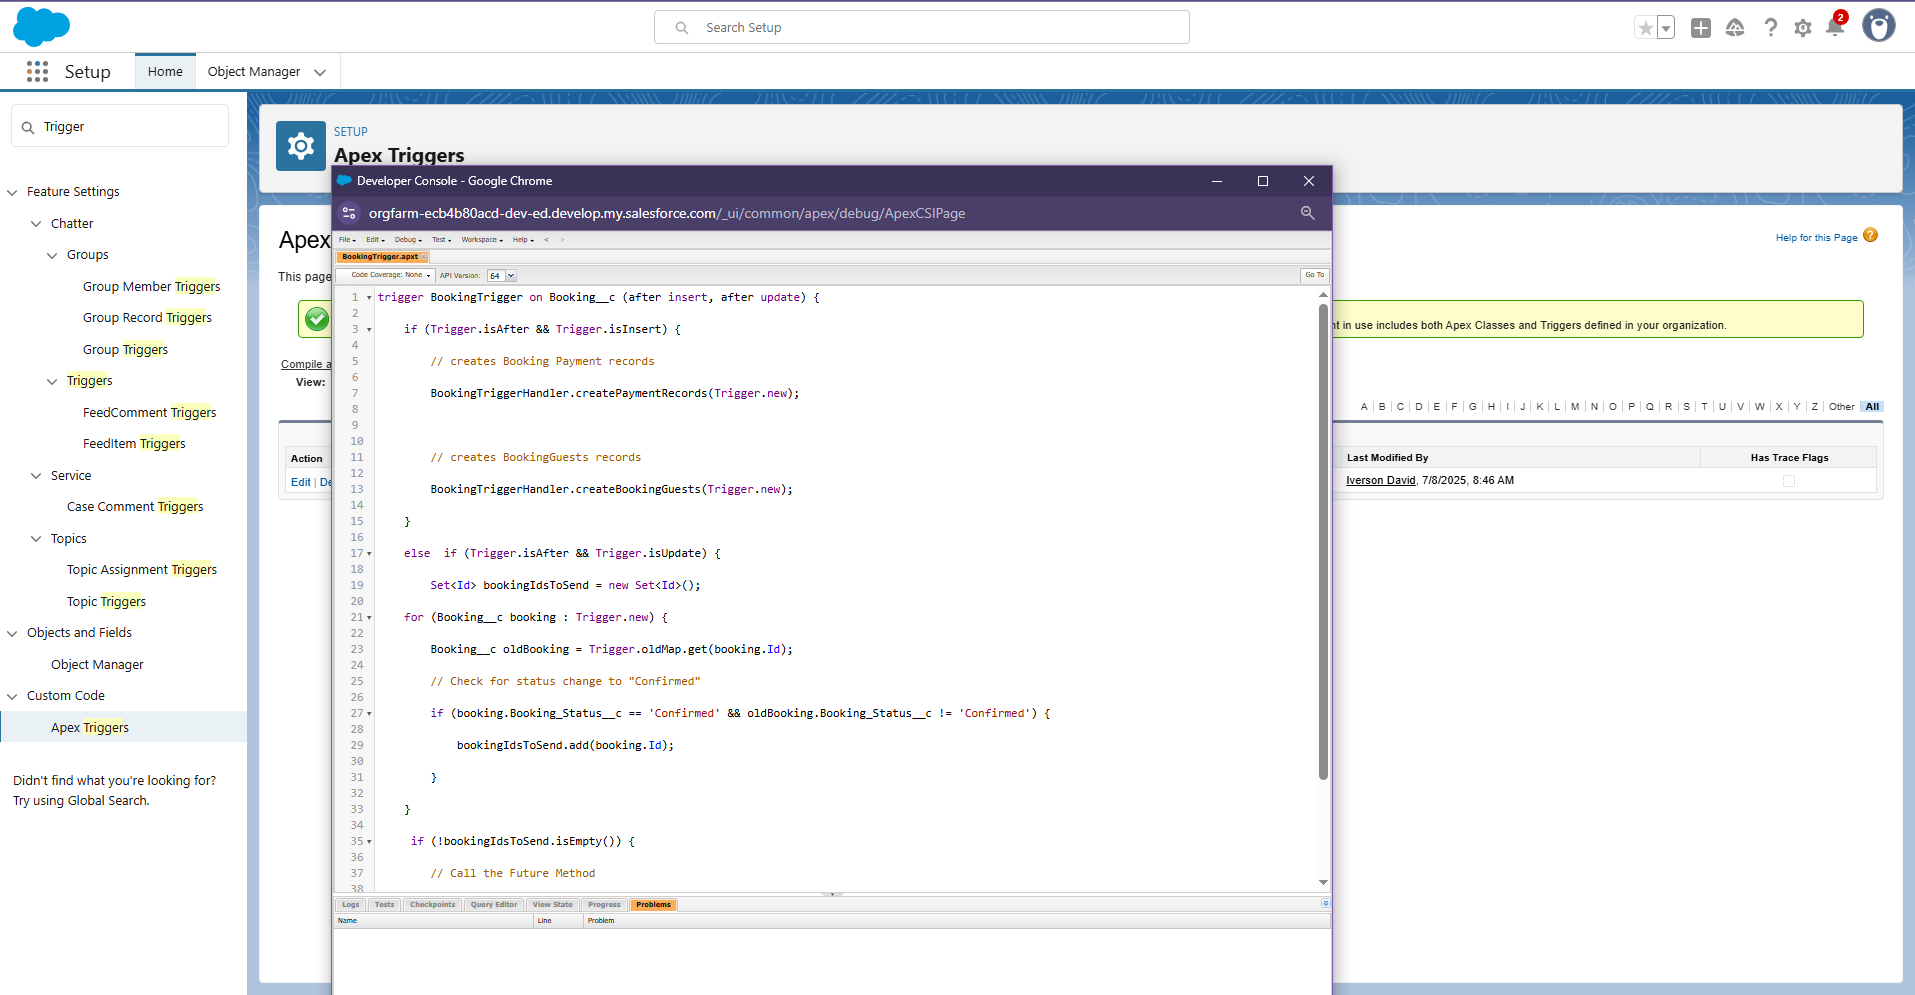 Search Setup
2
Setup
Home
Object Manager
Trigger
Feature Settings
Chatter
Groups
Group Member Triggers
Group Record Triggers
Group Triggers
Triggers
FeedComment Triggers
FeedItem Triggers
Service
Case Comment Triggers
Topics
Topic Assignment Triggers
Topic Triggers
Objects and Fields
Object Manager
Custom Code
Apex Triggers
Didn't find what you're looking for?
Try using Global Search.
SETUP
Apex Triggers
Apex
Help for this Page ?
This page
nt in use includes both Apex Classes and Triggers defined in your organization.
Compile a
View:
A | B | C | D | E | F | G | H | I | J | K | L | M | N | O | P | Q | R | S | T | U | V | W | X | Y | Z | Other | All
Action
Last Modified By
Has Trace Flags
Edit | De
Iverson David, 7/8/2025, 8:46 AM
Developer Console - Google Chrome
orgfarm-ecb4b80acd-dev-ed.develop.my.salesforce.com/_ui/common/apex/debug/ApexCSIPage
File Edit Debug Test Workspace Help < >
BookingTrigger.apxt
Code Coverage: None API Version: 64 Go To
1 trigger BookingTrigger on Booking__c (after insert, after update) {
2
3 if (Trigger.isAfter && Trigger.isInsert) {
4
5 // creates Booking Payment records
6
7 BookingTriggerHandler.createPaymentRecords(Trigger.new);
8
9
10
11 // creates BookingGuests records
12
13 BookingTriggerHandler.createBookingGuests(Trigger.new);
14
15 }
16
17 else  if (Trigger.isAfter && Trigger.isUpdate) {
18
19 Set<Id> bookingIdsToSend = new Set<Id>();
20
21 for (Booking__c booking : Trigger.new) {
22
23 Booking__c oldBooking = Trigger.oldMap.get(booking.Id);
24
25 // Check for status change to "Confirmed"
26
27 if (booking.Booking_Status__c == 'Confirmed' && oldBooking.Booking_Status__c != 'Confirmed') {
28
29 bookingIdsToSend.add(booking.Id);
30
31 }
32
33 }
34
35 if (!bookingIdsToSend.isEmpty()) {
36
37 // Call the Future Method
38
Logs Tests Checkpoints Query Editor View State Progress Problems
Name Line Problem